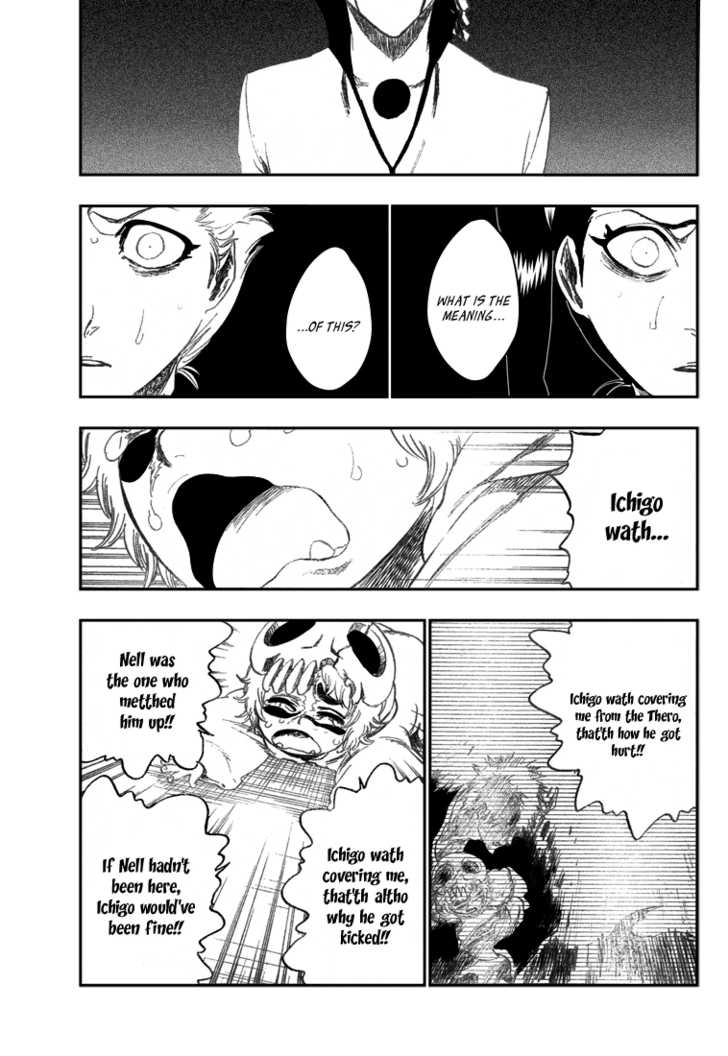 WHAT IS THE
MEANING...
...OF THIS?
Ichigo
wath...
Ichigo wath covering
me from the Thero,
that'th how he got
hurt!!
Nell was
the one who
metthed
him up!!
Ichigo wath
covering me,
that'th altho
why he got
kicked!!
If Nell hadn't
been here,
Ichigo would've
been fine!!